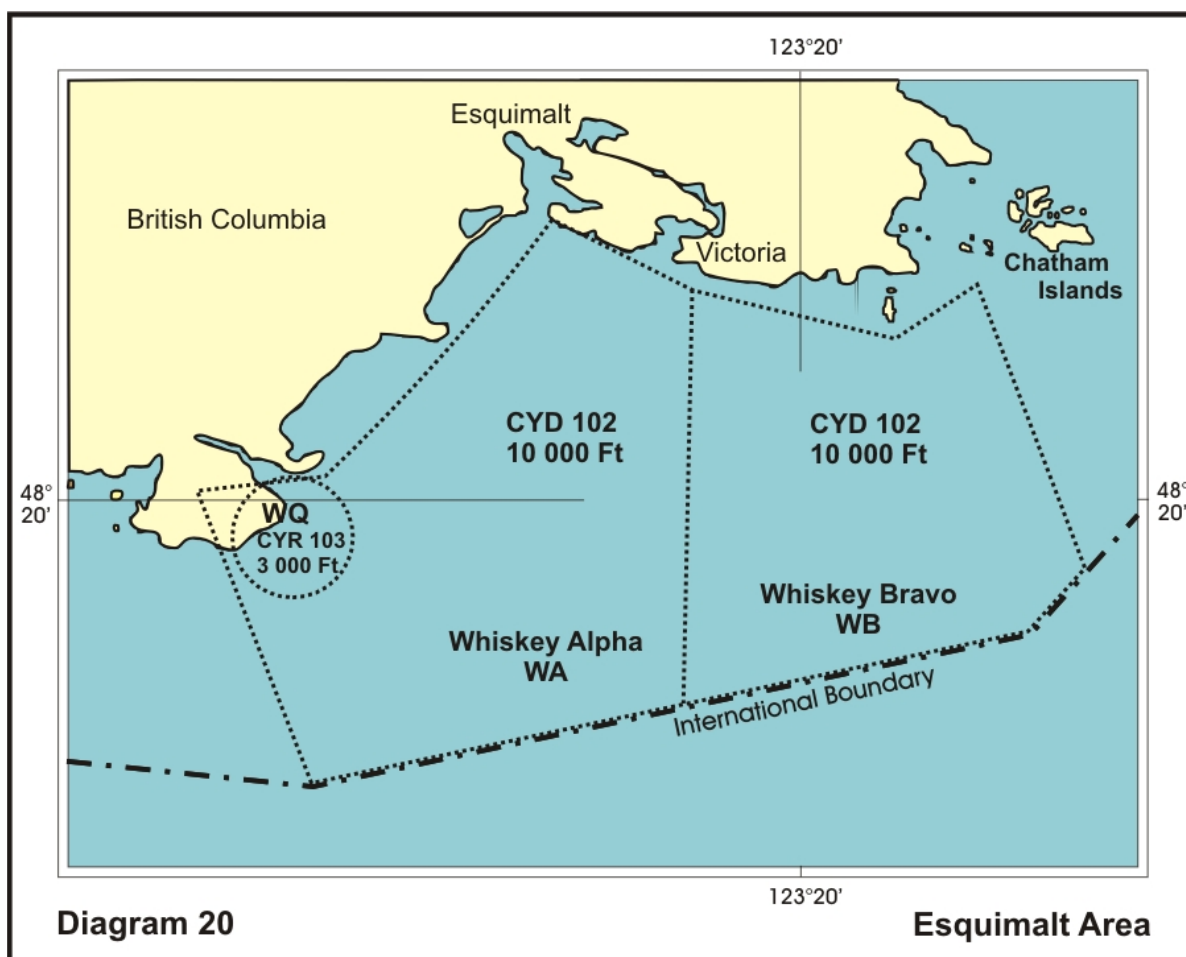 123°20'
Esquimalt
British Columbia
Victoria
Chatham
Islands
CYD 102
10 000 Ft
CYD 102
10 000 Ft
48°
20'
48°
20'
WQ
CYR 103
3 000 Ft
Whiskey Bravo
WB
Whiskey Alpha
WA
International Boundary
123°20'
Diagram 20
Esquimalt Area